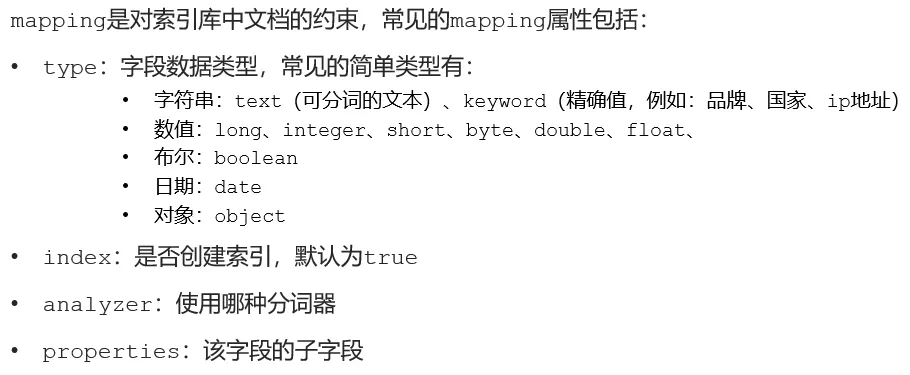 mapping是对索引库中文档的约束，常见的mapping属性包括：
• type：字段数据类型，常见的简单类型有：
• 字符串：text（可分词的文本）、keyword（精确值，例如：品牌、国家、ip地址）
• 数值：long、integer、short、byte、double、float、
• 布尔：boolean
• 日期：date
• 对象：object
• index：是否创建索引，默认为true
• analyzer：使用哪种分词器
• properties：该字段的子字段